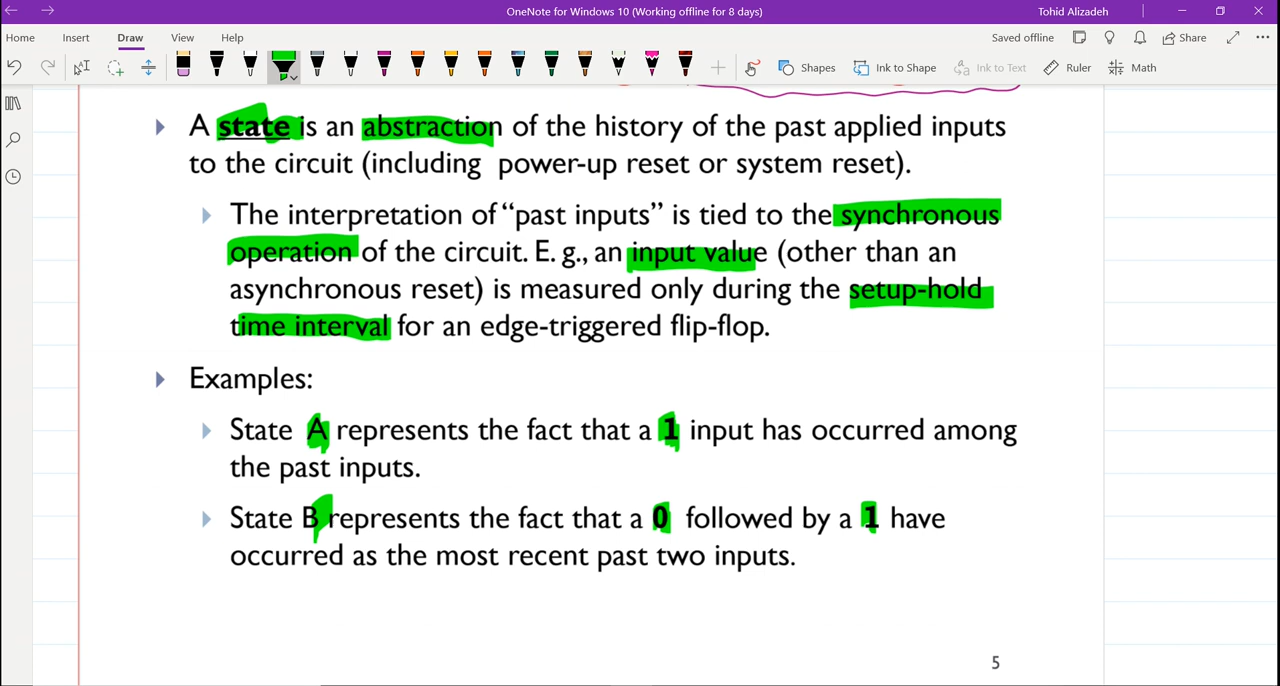 OneNote for Windows 10 (Working offline for 8 days)
Tohid Alizadeh
Home Insert Draw View Help
Saved offline
Share
Shapes
Ink to Shape
Ink to Text
Ruler
Math
A state is an abstraction of the history of the past applied inputs
to the circuit (including power-up reset or system reset).
The interpretation of “past inputs” is tied to the synchronous
operation of the circuit. E. g., an input value (other than an
asynchronous reset) is measured only during the setup-hold
time interval for an edge-triggered flip-flop.
Examples:
State A represents the fact that a 1 input has occurred among
the past inputs.
State B represents the fact that a 0 followed by a 1 have
occurred as the most recent past two inputs.
5